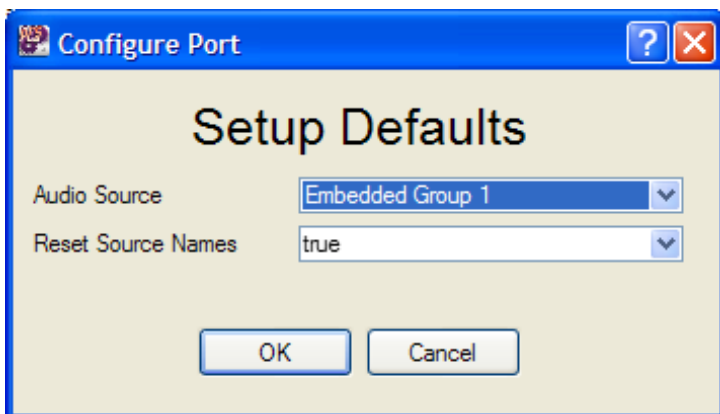 Configure Port
Setup Defaults
Audio Source Embedded Group 1
Reset Source Names true
OK Cancel